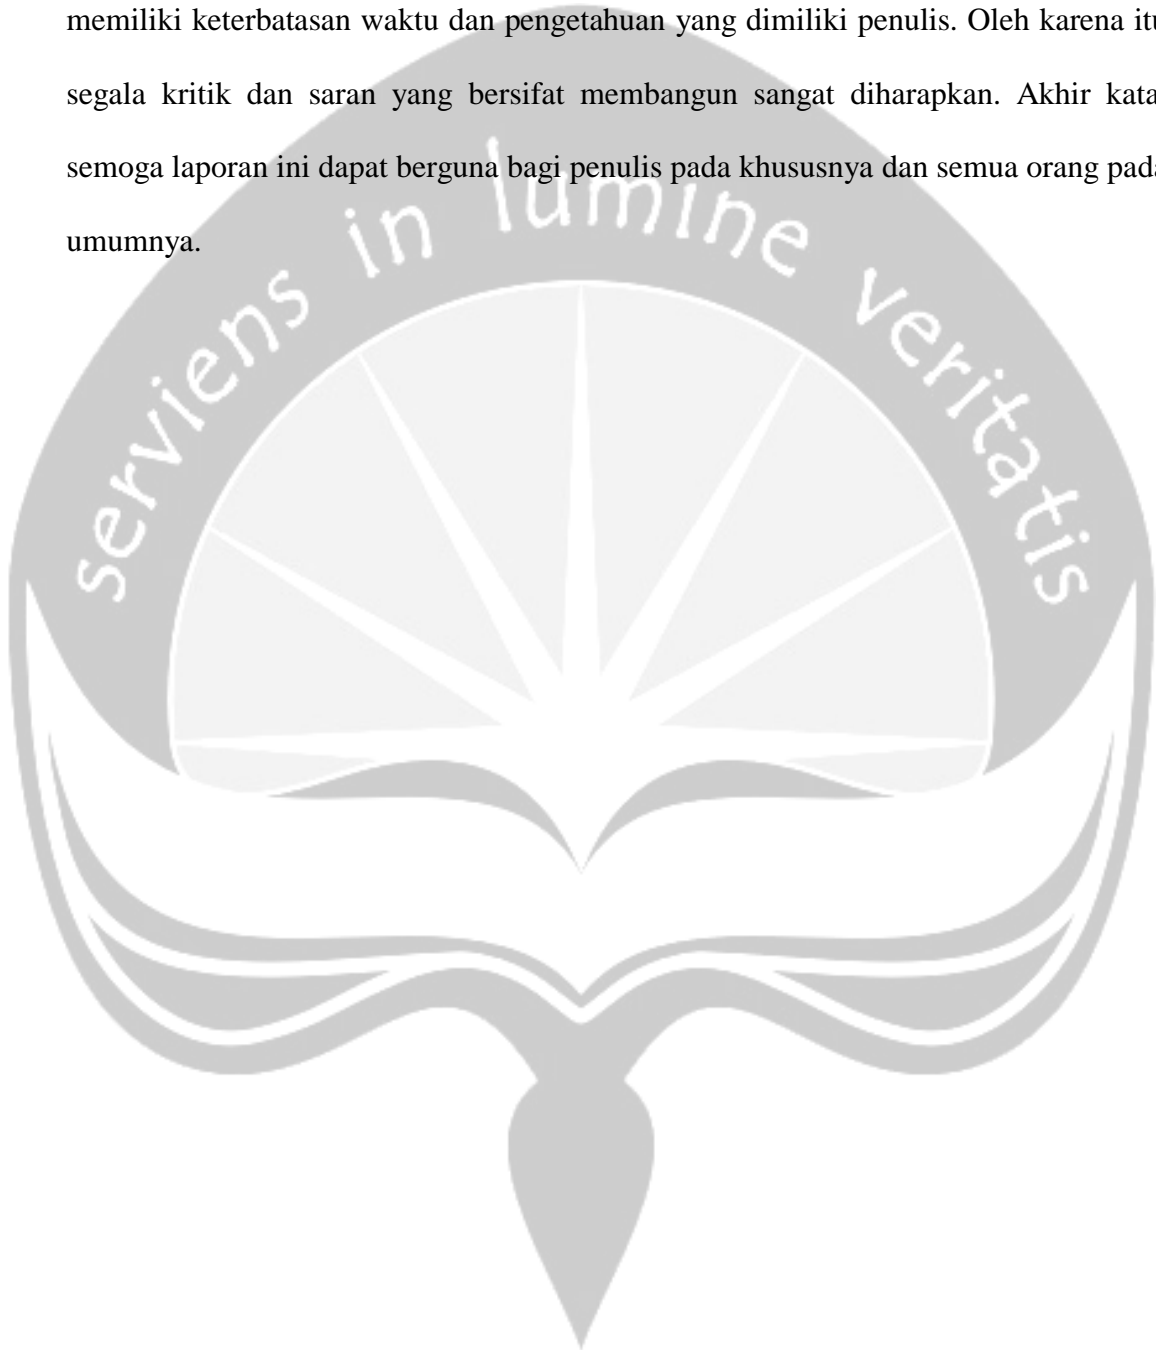 memiliki keterbatasan waktu dan pengetahuan yang dimiliki penulis. Oleh karena itu
segala kritik dan saran yang bersifat membangun sangat diharapkan. Akhir kata
semoga laporan ini dapat berguna bagi penulis pada khususnya dan semua orang pada
umumnya.
serviens in lumine veritatis